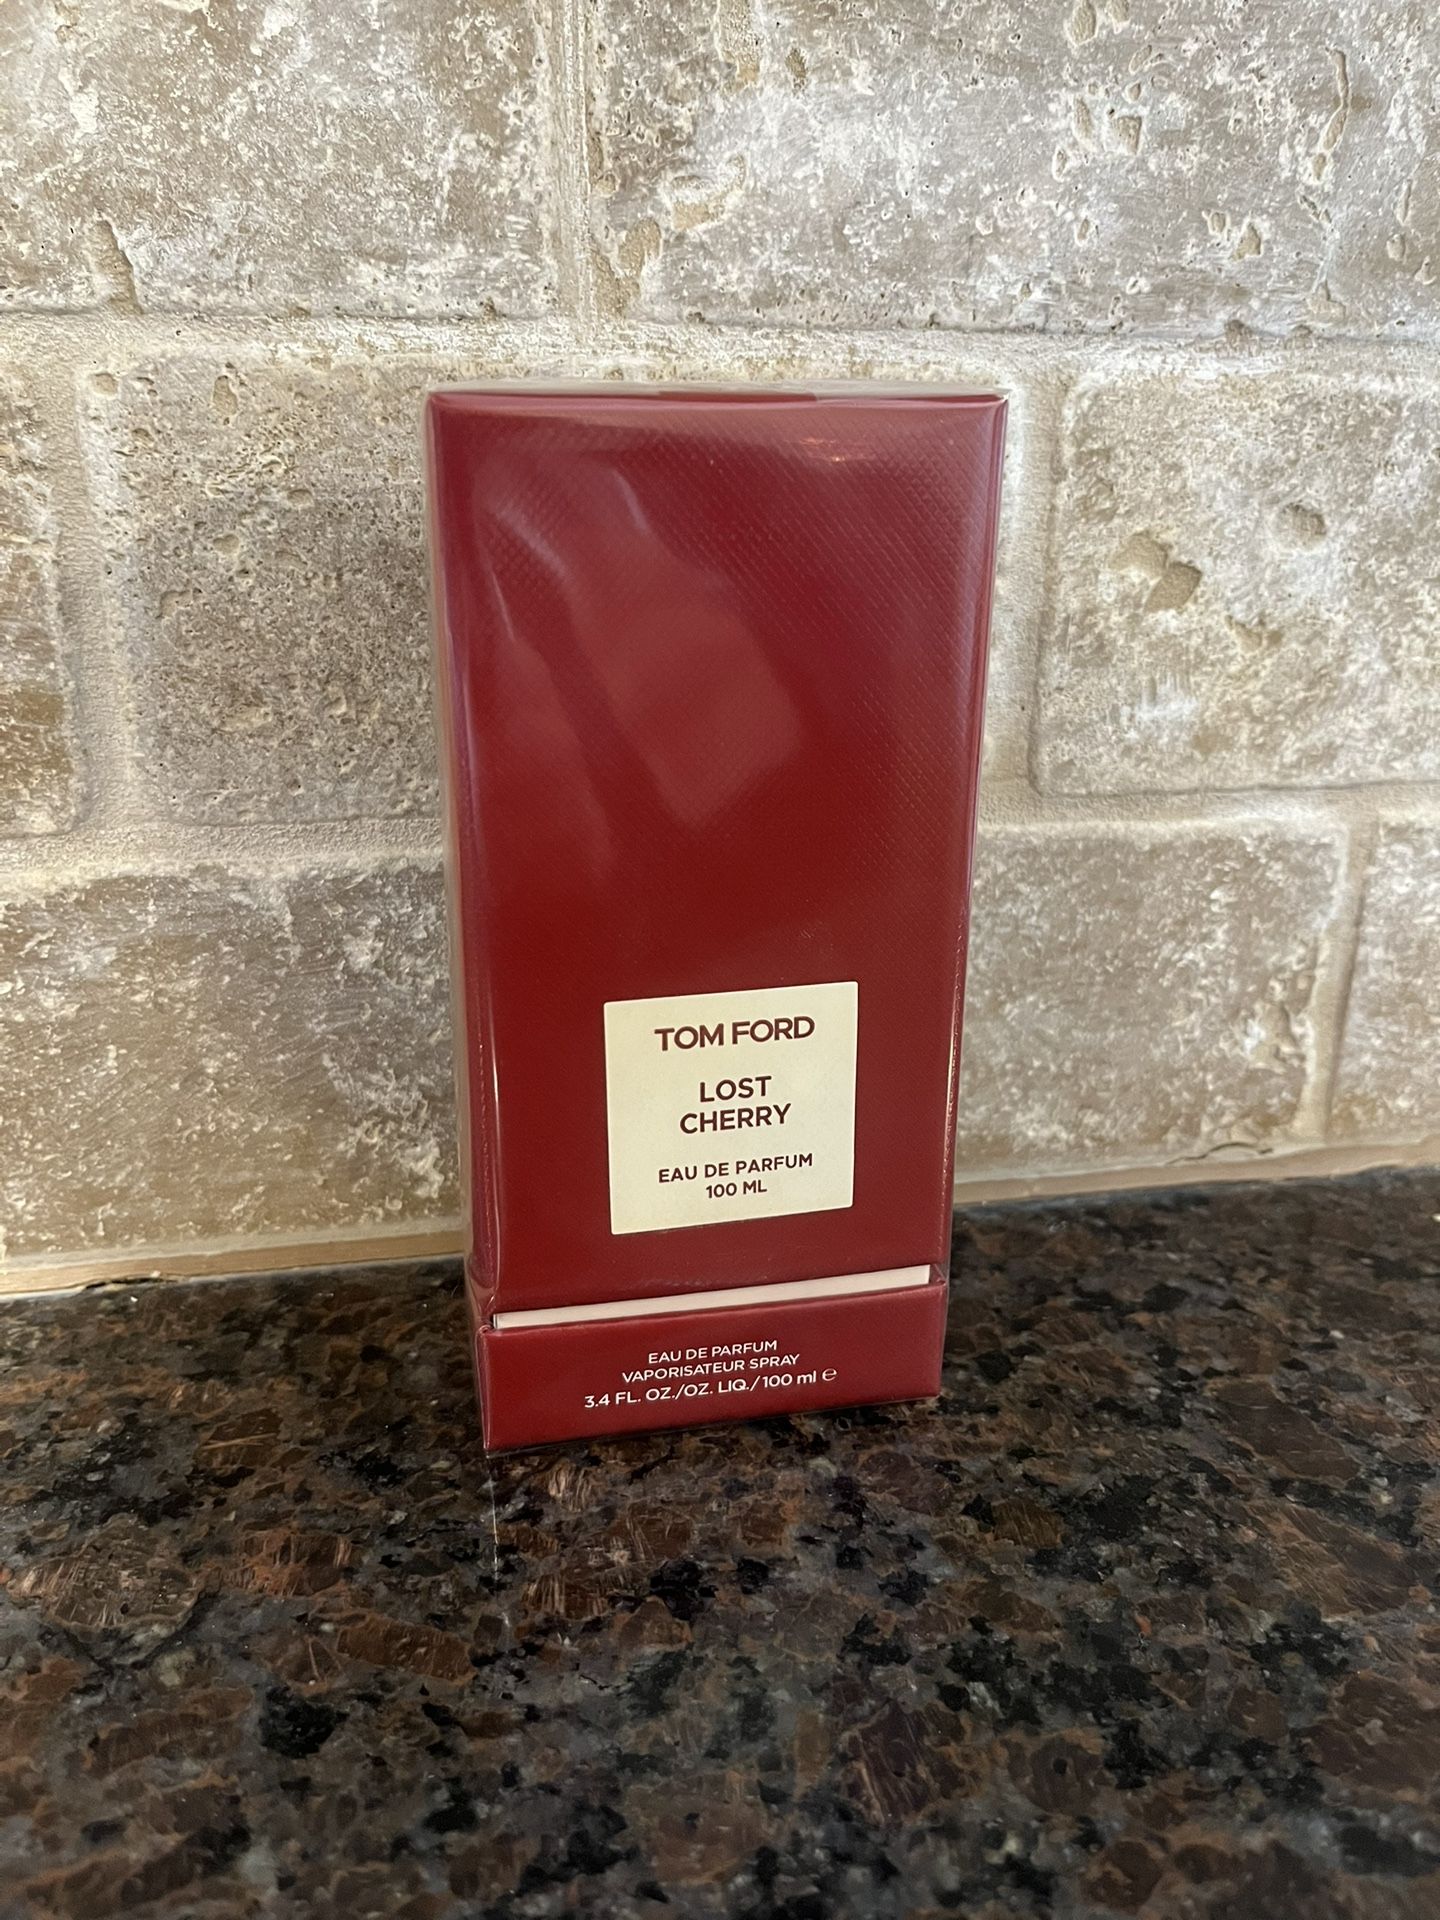 TOM FORD
LOST
CHERRY
EAU DE PARFUM
100 ML
EAU DE PARFUM
VAPORISATEUR SPRAY
3.4 FL. OZ./OZ. LIQ./100 ml ℮